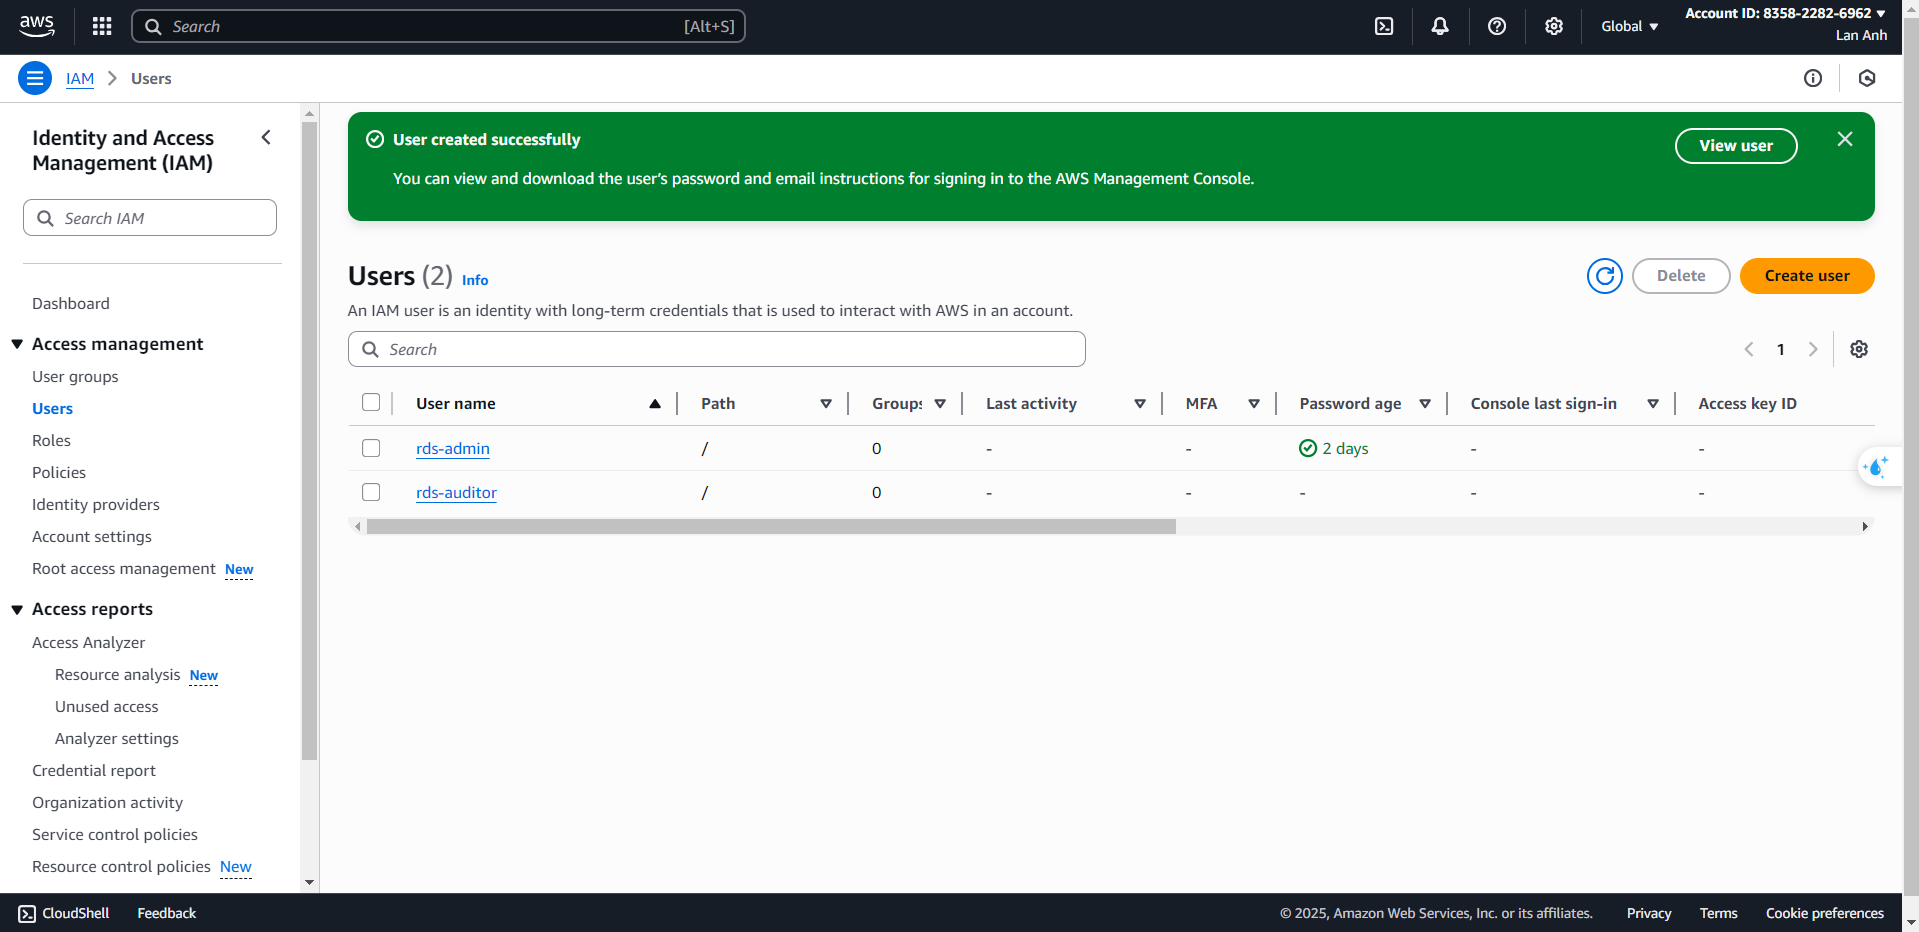 aws
Search [Alt+S]
Global
Account ID: 8358-2282-6962
Lan Anh
IAM
Users
Identity and Access
Management (IAM)
Search IAM
Dashboard
Access management
User groups
Users
Roles
Policies
Identity providers
Account settings
Root access management New
Access reports
Access Analyzer
Resource analysis New
Unused access
Analyzer settings
Credential report
Organization activity
Service control policies
Resource control policies New
User created successfully
You can view and download the user's password and email instructions for signing in to the AWS Management Console.
View user
Users (2) Info
Delete
Create user
An IAM user is an identity with long-term credentials that is used to interact with AWS in an account.
Search
1
User name Path Groups Last activity MFA Password age Console last sign-in Access key ID
rds-admin / 0 - - 2 days - -
rds-auditor / 0 - - - - -
CloudShell Feedback
© 2025, Amazon Web Services, Inc. or its affiliates. Privacy Terms Cookie preferences